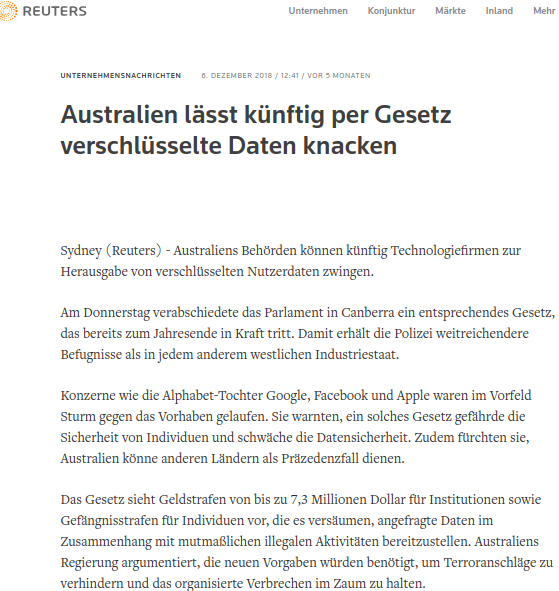 REUTERS
Unternehmen Konjunktur Märkte Inland Mehr
UNTERNEHMENSNACHRICHTEN 6. DEZEMBER 2018 / 12:41 / VOR 5 MONATEN
Australien lässt künftig per Gesetz
verschlüsselte Daten knacken
Sydney (Reuters) - Australiens Behörden können künftig Technologiefirmen zur
Herausgabe von verschlüsselten Nutzerdaten zwingen.
Am Donnerstag verabschiedete das Parlament in Canberra ein entsprechendes Gesetz,
das bereits zum Jahresende in Kraft tritt. Damit erhält die Polizei weitreichendere
Befugnisse als in jedem anderem westlichen Industriestaat.
Konzerne wie die Alphabet-Tochter Google, Facebook und Apple waren im Vorfeld
Sturm gegen das Vorhaben gelaufen. Sie warnten, ein solches Gesetz gefährde die
Sicherheit von Individuen und schwäche die Datensicherheit. Zudem fürchten sie,
Australien könne anderen Ländern als Präzedenzfall dienen.
Das Gesetz sieht Geldstrafen von bis zu 7,3 Millionen Dollar für Institutionen sowie
Gefängnisstrafen für Individuen vor, die es versäumen, angefragte Daten im
Zusammenhang mit mutmaßlichen illegalen Aktivitäten bereitzustellen. Australiens
Regierung argumentiert, die neuen Vorgaben würden benötigt, um Terroranschläge zu
verhindern und das organisierte Verbrechen im Zaum zu halten.